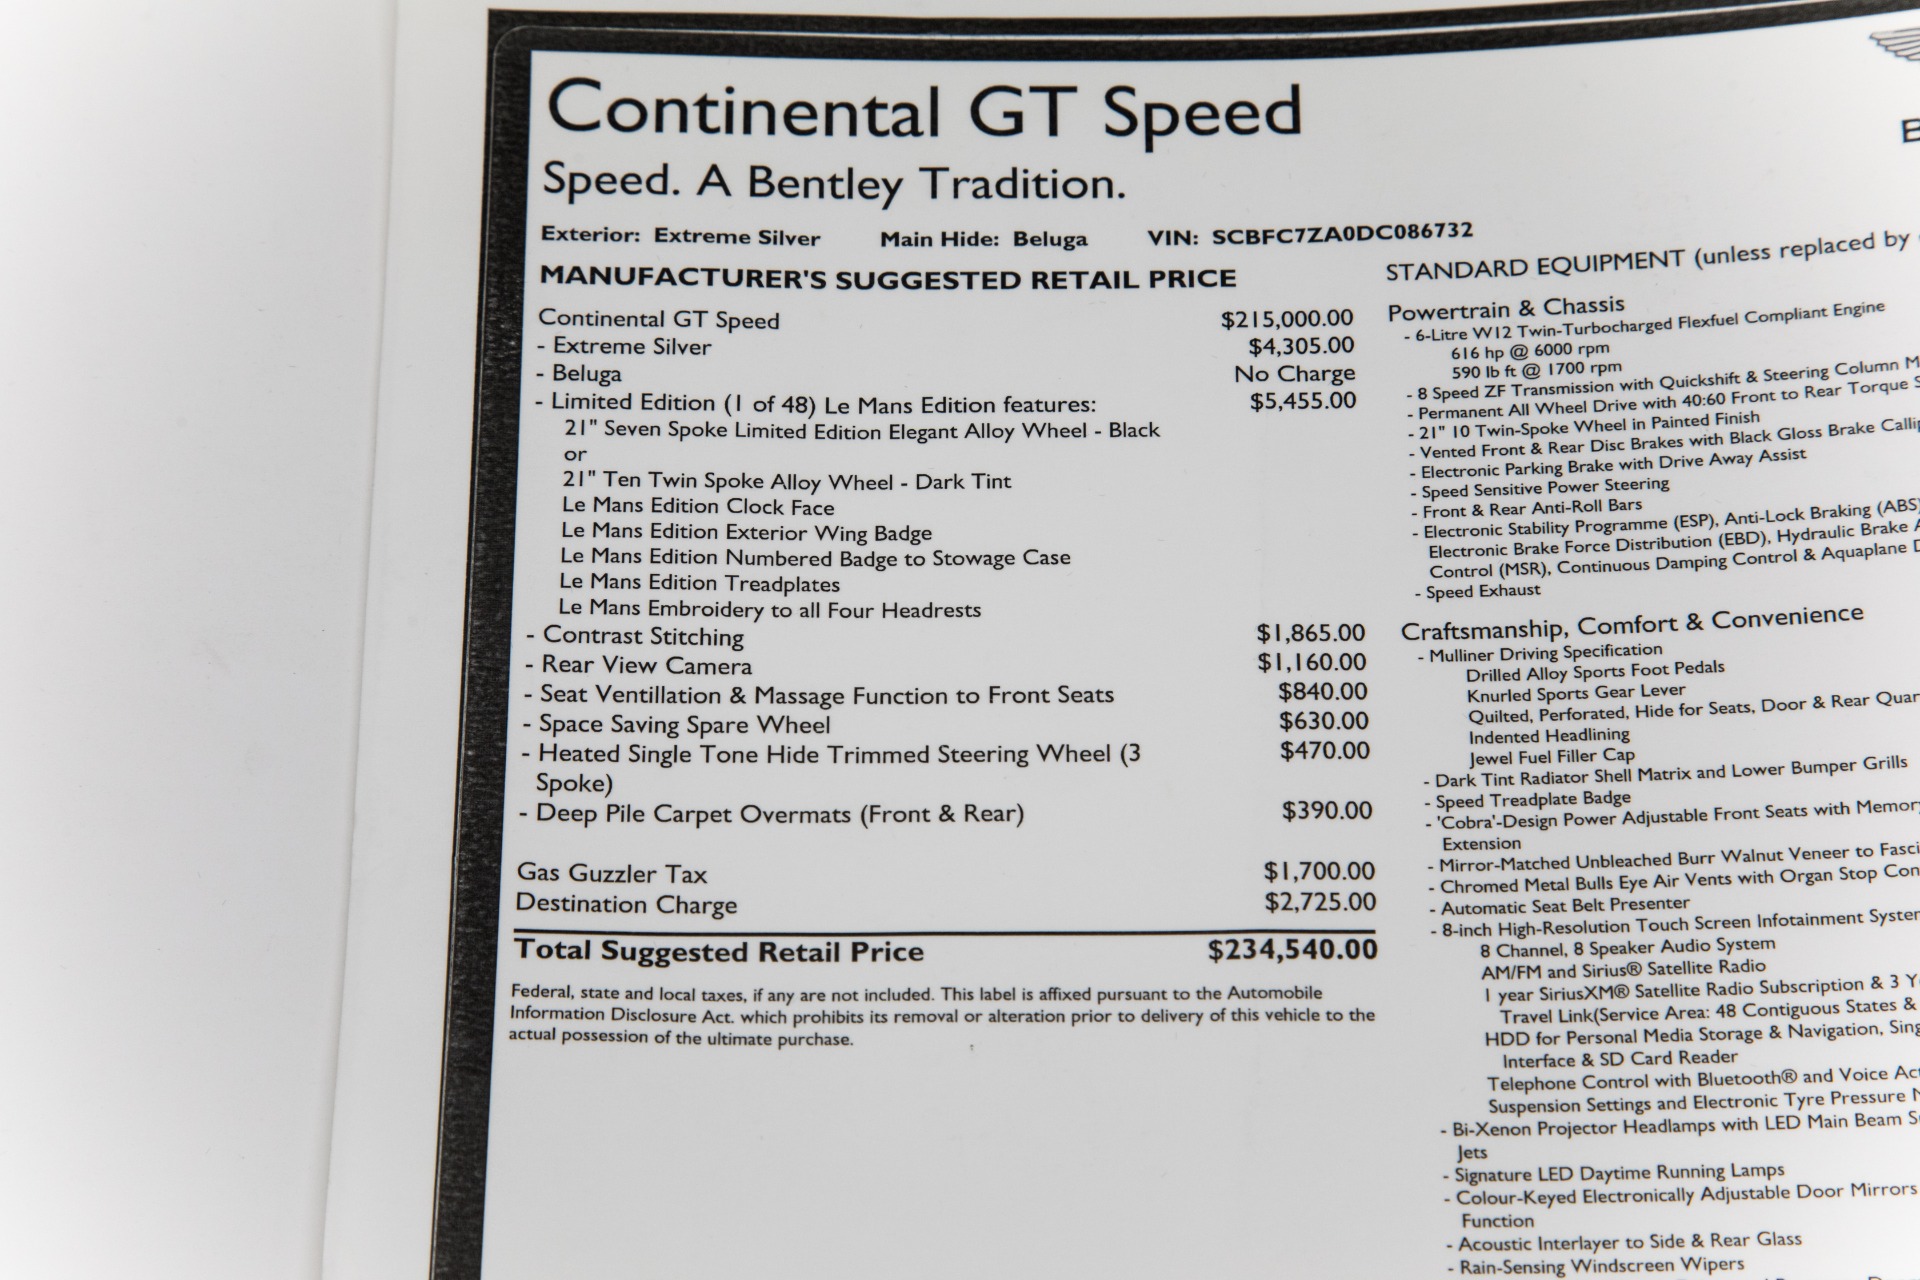 Continental GT Speed
Speed. A Bentley Tradition.
Exterior: Extreme Silver Main Hide: Beluga VIN: SCBFC7ZA0DC086732
MANUFACTURER'S SUGGESTED RETAIL PRICE
Continental GT Speed $215,000.00
- Extreme Silver $4,305.00
- Beluga No Charge
- Limited Edition (1 of 48) Le Mans Edition features: $5,455.00
21" Seven Spoke Limited Edition Elegant Alloy Wheel - Black
or
21" Ten Twin Spoke Alloy Wheel - Dark Tint
Le Mans Edition Clock Face
Le Mans Edition Exterior Wing Badge
Le Mans Edition Numbered Badge to Stowage Case
Le Mans Edition Treadplates
Le Mans Embroidery to all Four Headrests
- Contrast Stitching $1,865.00
- Rear View Camera $1,160.00
- Seat Ventillation & Massage Function to Front Seats $840.00
- Space Saving Spare Wheel $630.00
- Heated Single Tone Hide Trimmed Steering Wheel (3 $470.00
Spoke)
- Deep Pile Carpet Overmats (Front & Rear) $390.00
Gas Guzzler Tax $1,700.00
Destination Charge $2,725.00
Total Suggested Retail Price $234,540.00
Federal, state and local taxes, if any are not included. This label is affixed pursuant to the Automobile
Information Disclosure Act. which prohibits its removal or alteration prior to delivery of this vehicle to the
actual possession of the ultimate purchase.
STANDARD EQUIPMENT (unless replaced by
Powertrain & Chassis
- 6-Litre W12 Twin-Turbocharged Flexfuel Compliant Engine
616 hp @ 6000 rpm
590 lb ft @ 1700 rpm
- 8 Speed ZF Transmission with Quickshift & Steering Column
- Permanent All Wheel Drive with 40:60 Front to Rear Torque
- 21" 10 Twin-Spoke Wheel in Painted Finish
- Vented Front & Rear Disc Brakes with Black Gloss Brake
- Electronic Parking Brake with Drive Away Assist
- Speed Sensitive Power Steering
- Front & Rear Anti-Roll Bars
- Electronic Stability Programme (ESP), Anti-Lock Braking (ABS)
Electronic Brake Force Distribution (EBD), Hydraulic Brake
Control (MSR), Continuous Damping Control & Aquaplane
- Speed Exhaust
Craftsmanship, Comfort & Convenience
- Mulliner Driving Specification
Drilled Alloy Sports Foot Pedals
Knurled Sports Gear Lever
Quilted, Perforated, Hide for Seats, Door & Rear
Indented Headlining
Jewel Fuel Filler Cap
- Dark Tint Radiator Shell Matrix and Lower Bumper Grills
- Speed Treadplate Badge
- 'Cobra'-Design Power Adjustable Front Seats with
Extension
- Mirror-Matched Unbleached Burr Walnut Veneer to
- Chromed Metal Bulls Eye Air Vents with Organ Stop
- Automatic Seat Belt Presenter
- 8-inch High-Resolution Touch Screen Infotainment
8 Channel, 8 Speaker Audio System
AM/FM and Sirius® Satellite Radio
1 year SiriusXM® Satellite Radio Subscription & 3
Travel Link(Service Area: 48 Contiguous States &
HDD for Personal Media Storage & Navigation,
Interface & SD Card Reader
Telephone Control with Bluetooth® and Voice
Suspension Settings and Electronic Tyre Pressure
- Bi-Xenon Projector Headlamps with LED Main Beam
Jets
- Signature LED Daytime Running Lamps
- Colour-Keyed Electronically Adjustable Door Mirrors
Function
- Acoustic Interlayer to Side & Rear Glass
- Rain-Sensing Windscreen Wipers